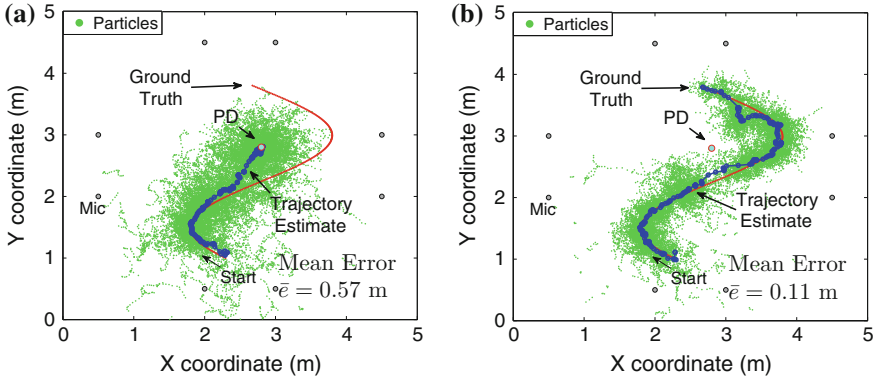 (a)
Particles
Ground
Truth
PD
Mic
Trajectory
Estimate
Start
Mean Error
ē = 0.57 m
Y coordinate (m)
5
4
3
2
1
0
0 1 2 3 4 5
X coordinate (m)
(b)
Particles
Ground
Truth
PD
Mic
Trajectory
Estimate
Start
Mean Error
ē = 0.11 m
Y coordinate (m)
5
4
3
2
1
0
0 1 2 3 4 5
X coordinate (m)